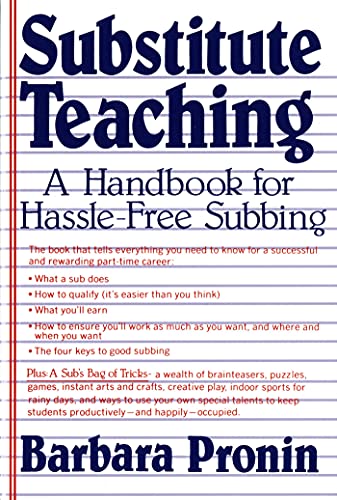 Substitute
Teaching
A Handbook for
Hassle-Free Subbing
The book that tells everything you need to know for a successful
and rewarding part-time career:
• What a sub does
• How to qualify (it's easier than you think)
• What you'll earn
• How to ensure you'll work as much as you want, and where and
when you want
• The four keys to good subbing
Plus: A Sub's Bag of Tricks- a wealth of brainteasers, puzzles,
games, instant arts and crafts, creative play, indoor sports for
rainy days, and ways to use your own special talents to keep
students productively—and happily—occupied.
Barbara Pronin